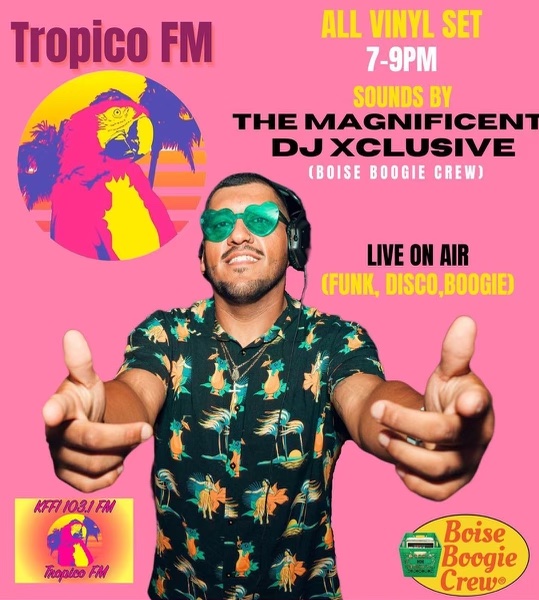 Tropico FM
ALL VINYL SET
7-9PM
SOUNDS BY
THE MAGNIFICENT
DJ XCLUSIVE
(BOISE BOOGIE CREW)
LIVE ON AIR
(FUNK, DISCO,BOOGIE)
KFFI 103.1 FM
Tropico FM
Boise
Boogie
Crew®